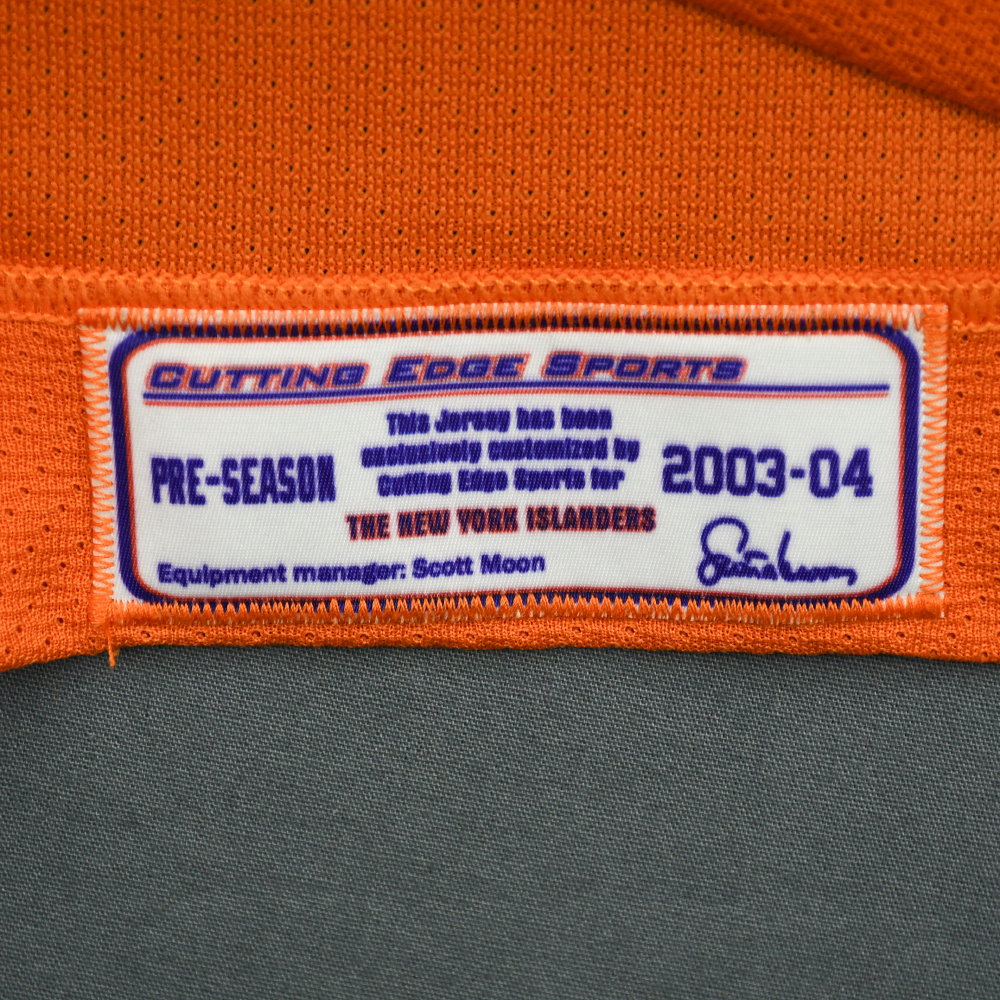 CUTTING EDGE SPORTS
This Jersey has been
exclusively customized by
Cutting Edge Sports for
PRE-SEASON
2003-04
THE NEW YORK ISLANDERS
Equipment manager: Scott Moon